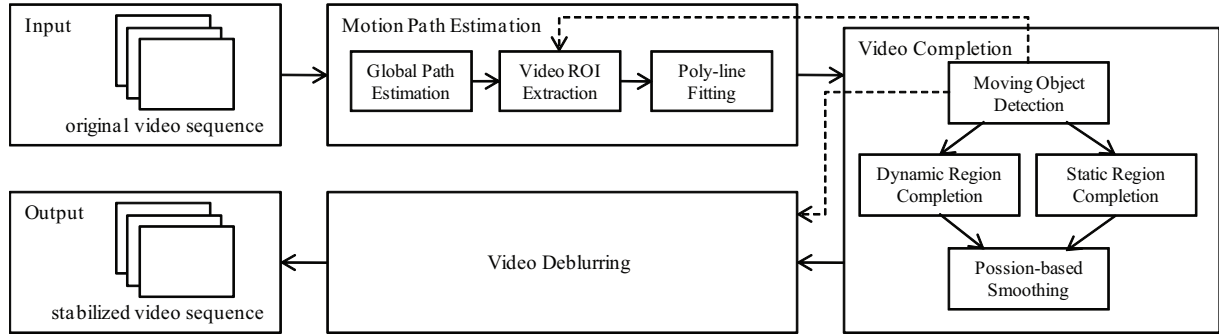 Input
original video sequence
Motion Path Estimation
Global Path
Estimation
Video ROI
Extraction
Poly-line
Fitting
Video Completion
Moving Object
Detection
Dynamic Region
Completion
Static Region
Completion
Possion-based
Smoothing
Video Deblurring
Output
stabilized video sequence